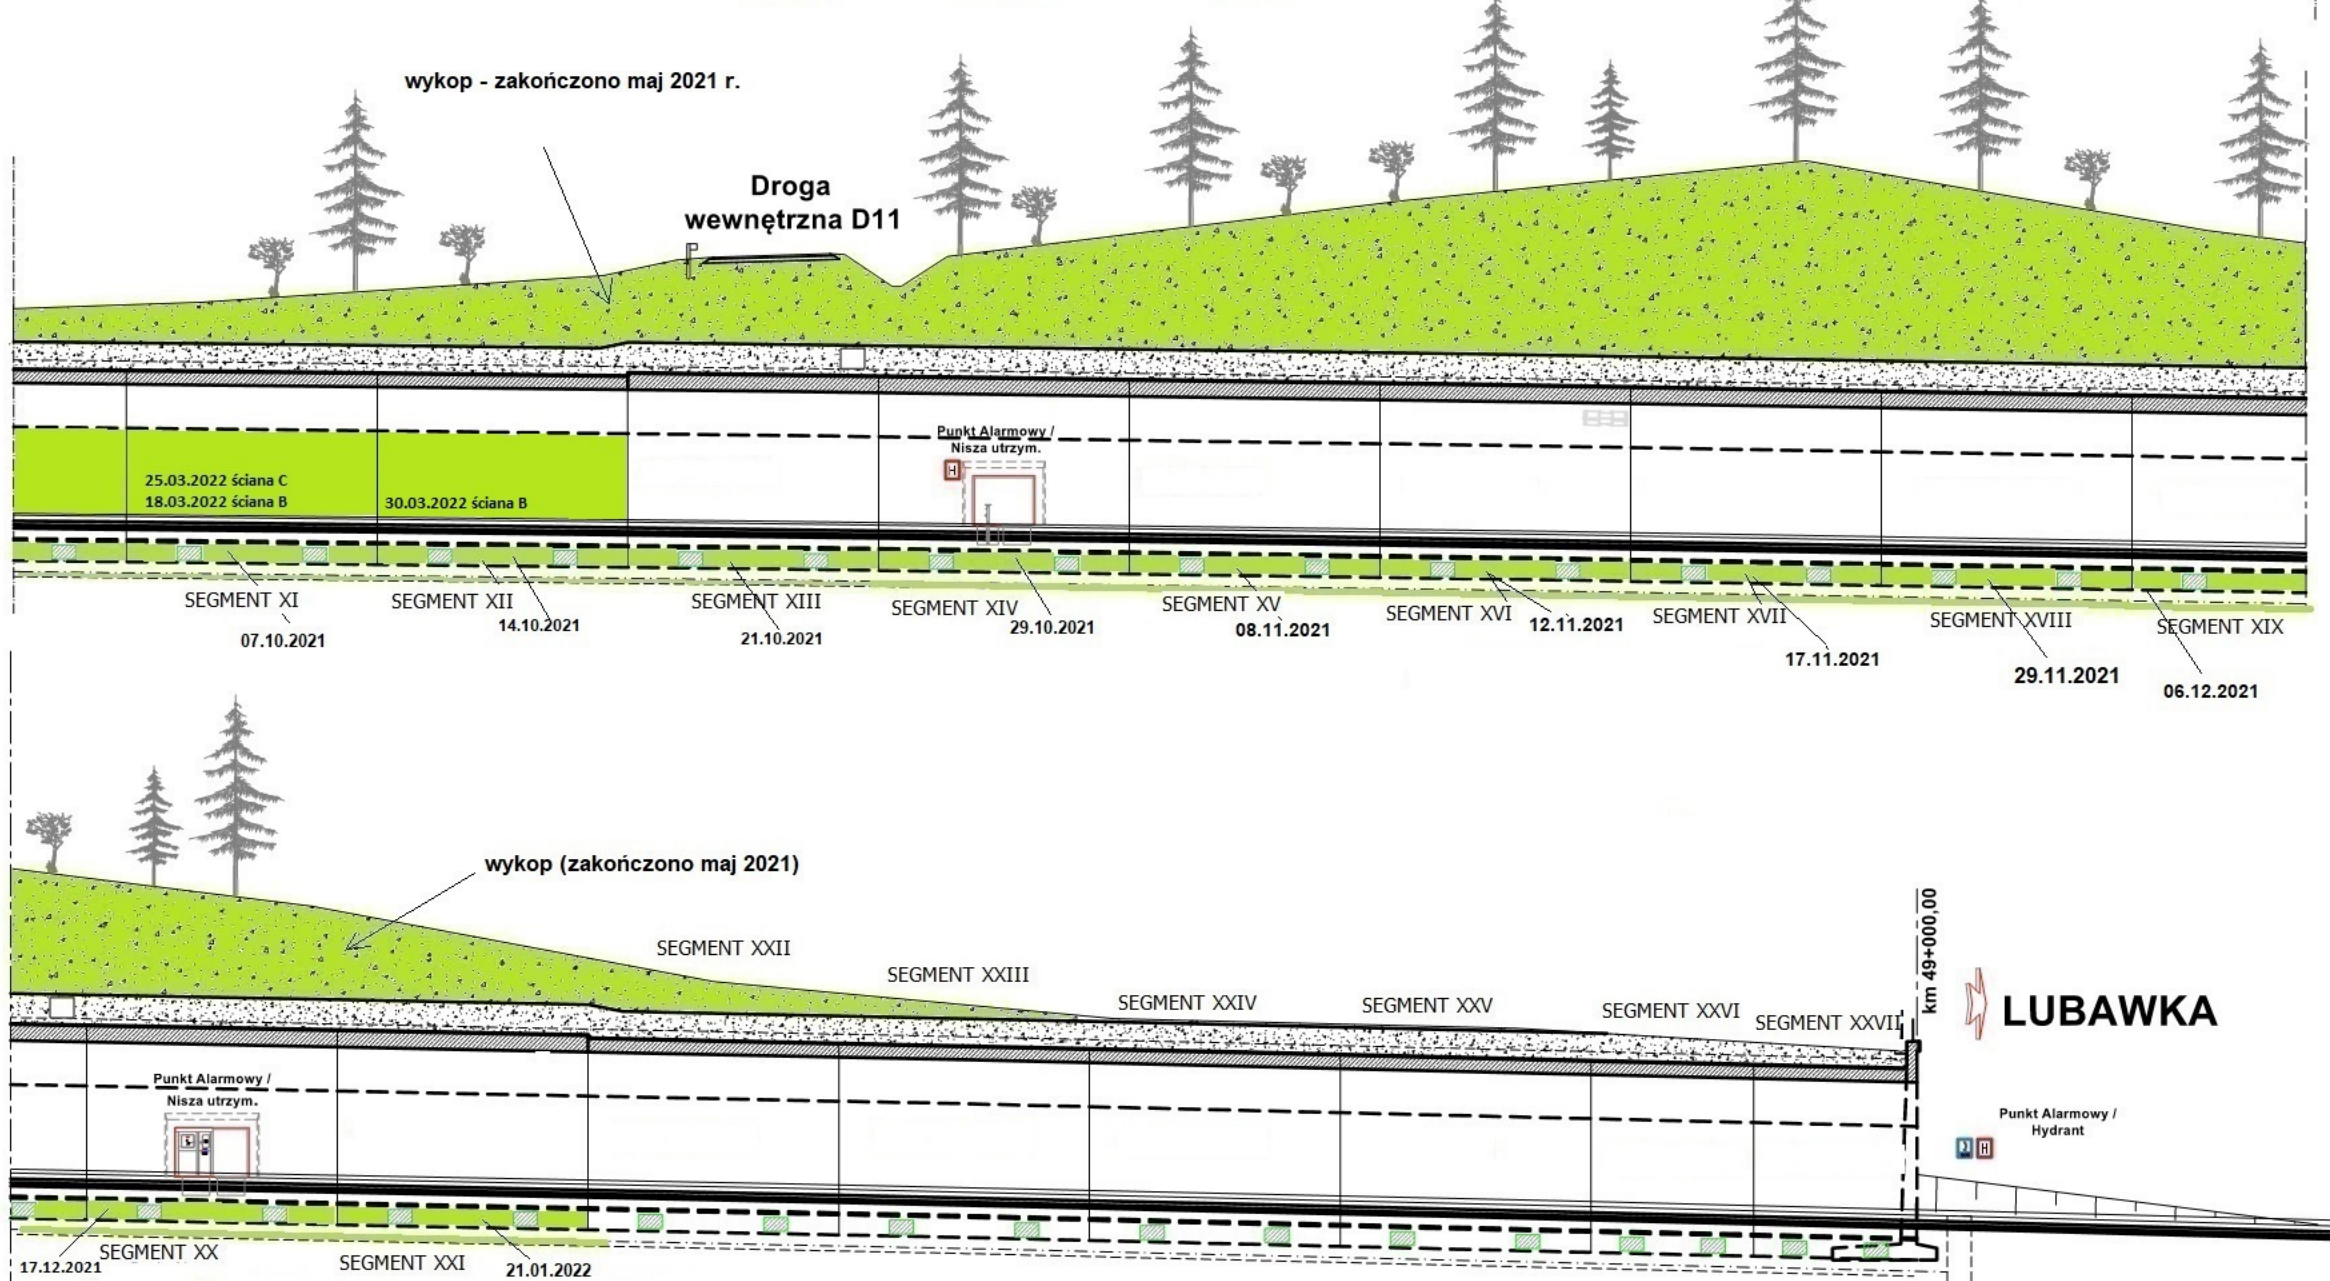 wykop - zakończono maj 2021 r.
Droga
wewnętrzna D11
Punkt Alarmowy /
Nisza utrzym.
H
25.03.2022 ściana C
18.03.2022 ściana B
30.03.2022 ściana B
SEGMENT XI
SEGMENT XII
SEGMENT XIII
SEGMENT XIV
SEGMENT XV
SEGMENT XVI
SEGMENT XVII
SEGMENT XVIII
SEGMENT XIX
07.10.2021
14.10.2021
21.10.2021
29.10.2021
08.11.2021
12.11.2021
17.11.2021
29.11.2021
06.12.2021
wykop (zakończono maj 2021)
SEGMENT XXII
SEGMENT XXIII
SEGMENT XXIV
SEGMENT XXV
SEGMENT XXVI
SEGMENT XXVII
km 49+000,00
LUBAWKA
Punkt Alarmowy /
Nisza utrzym.
Punkt Alarmowy /
Hydrant
H
17.12.2021
SEGMENT XX
SEGMENT XXI
21.01.2022